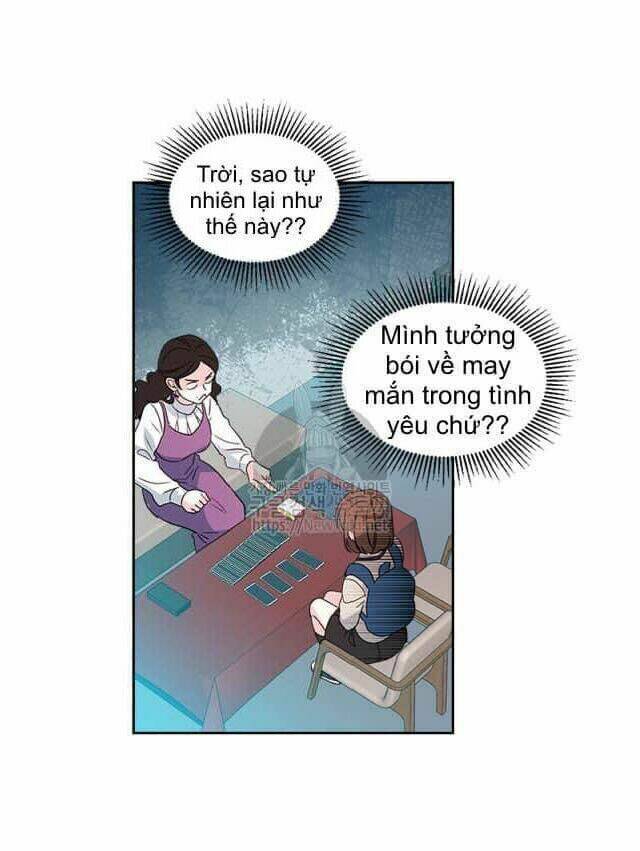 Trời, sao tự
nhiên lại như
thế này??
Mình tưởng
bói về may
mắn trong tình
yêu chứ??